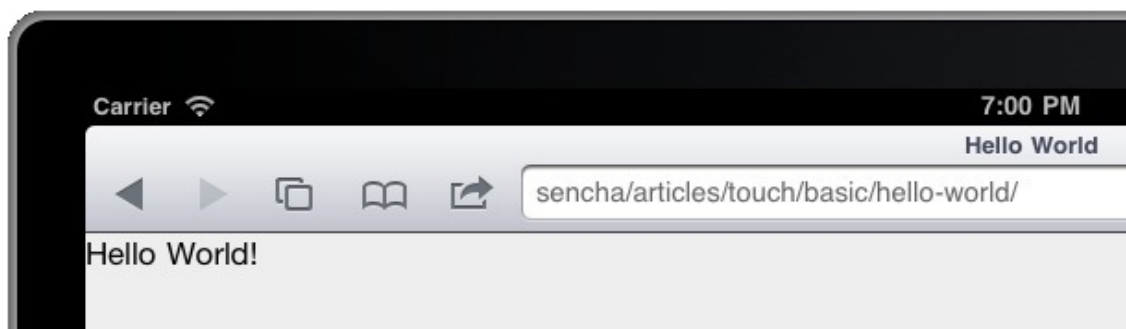 Carrier 7:00 PM
Hello World
sencha/articles/touch/basic/hello-world/
Hello World!